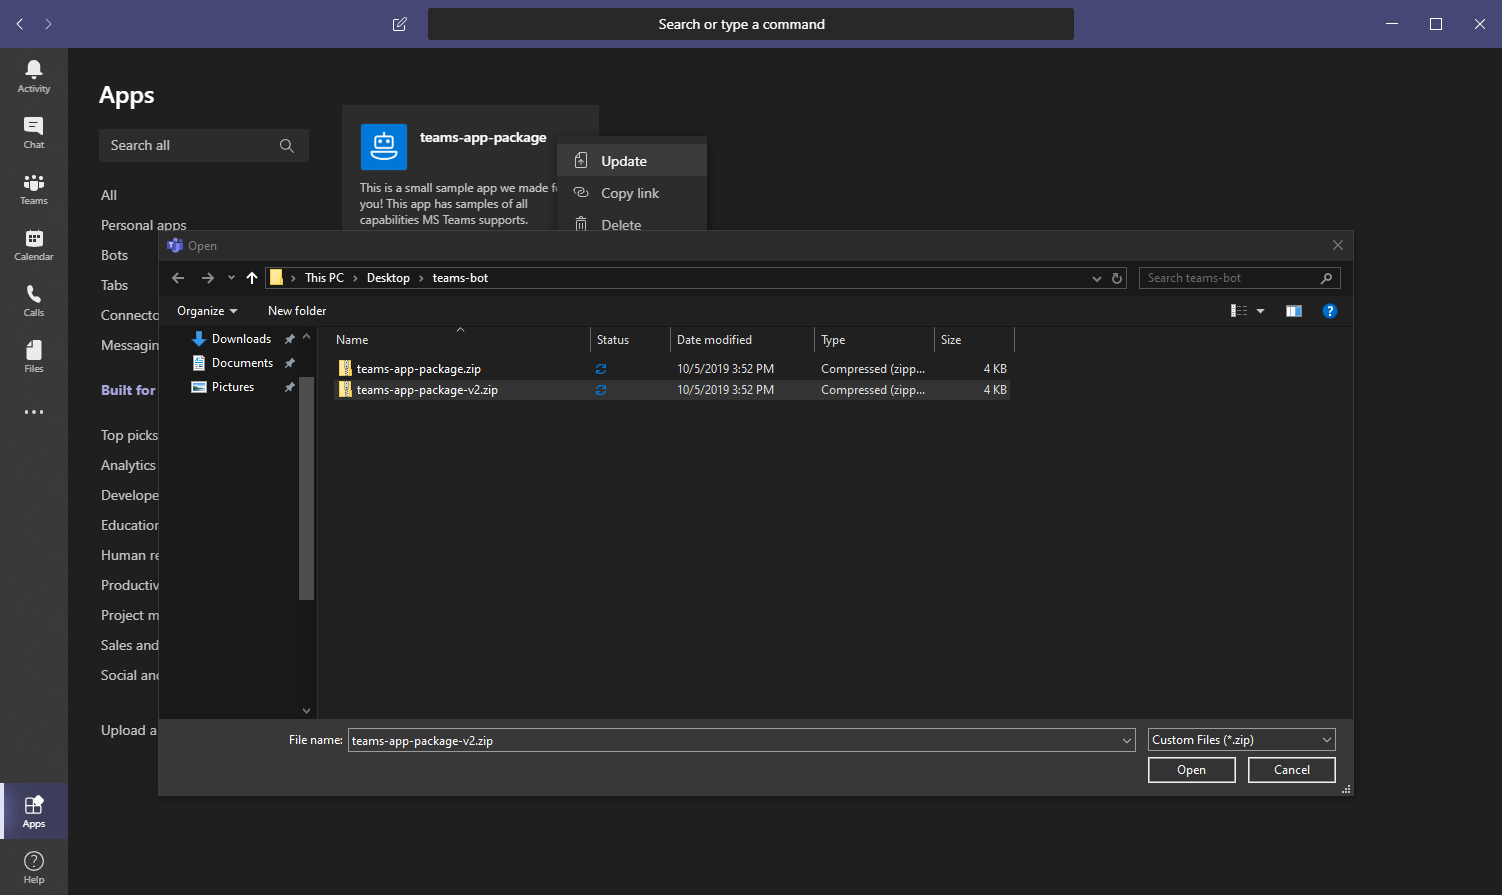 Search or type a command
Activity
Chat
Teams
Calendar
Calls
Files
Apps
Help
Apps
Search all
All
Personal apps
Bots
Tabs
Connecto
Messagin
Built for
Top picks
Analytics
Develope
Education
Human re
Productiv
Project m
Sales and
Social and
Upload a
teams-app-package
This is a small sample app we made f
you! This app has samples of all
capabilities MS Teams supports.
Update
Copy link
Delete
Open
This PC > Desktop > teams-bot
Search teams-bot
Organize
New folder
?
Downloads
Documents
Pictures
Name Status Date modified Type Size
teams-app-package.zip 10/5/2019 3:52 PM Compressed (zipp... 4 KB
teams-app-package-v2.zip 10/5/2019 3:52 PM Compressed (zipp... 4 KB
File name: teams-app-package-v2.zip
Custom Files (*.zip)
Open
Cancel